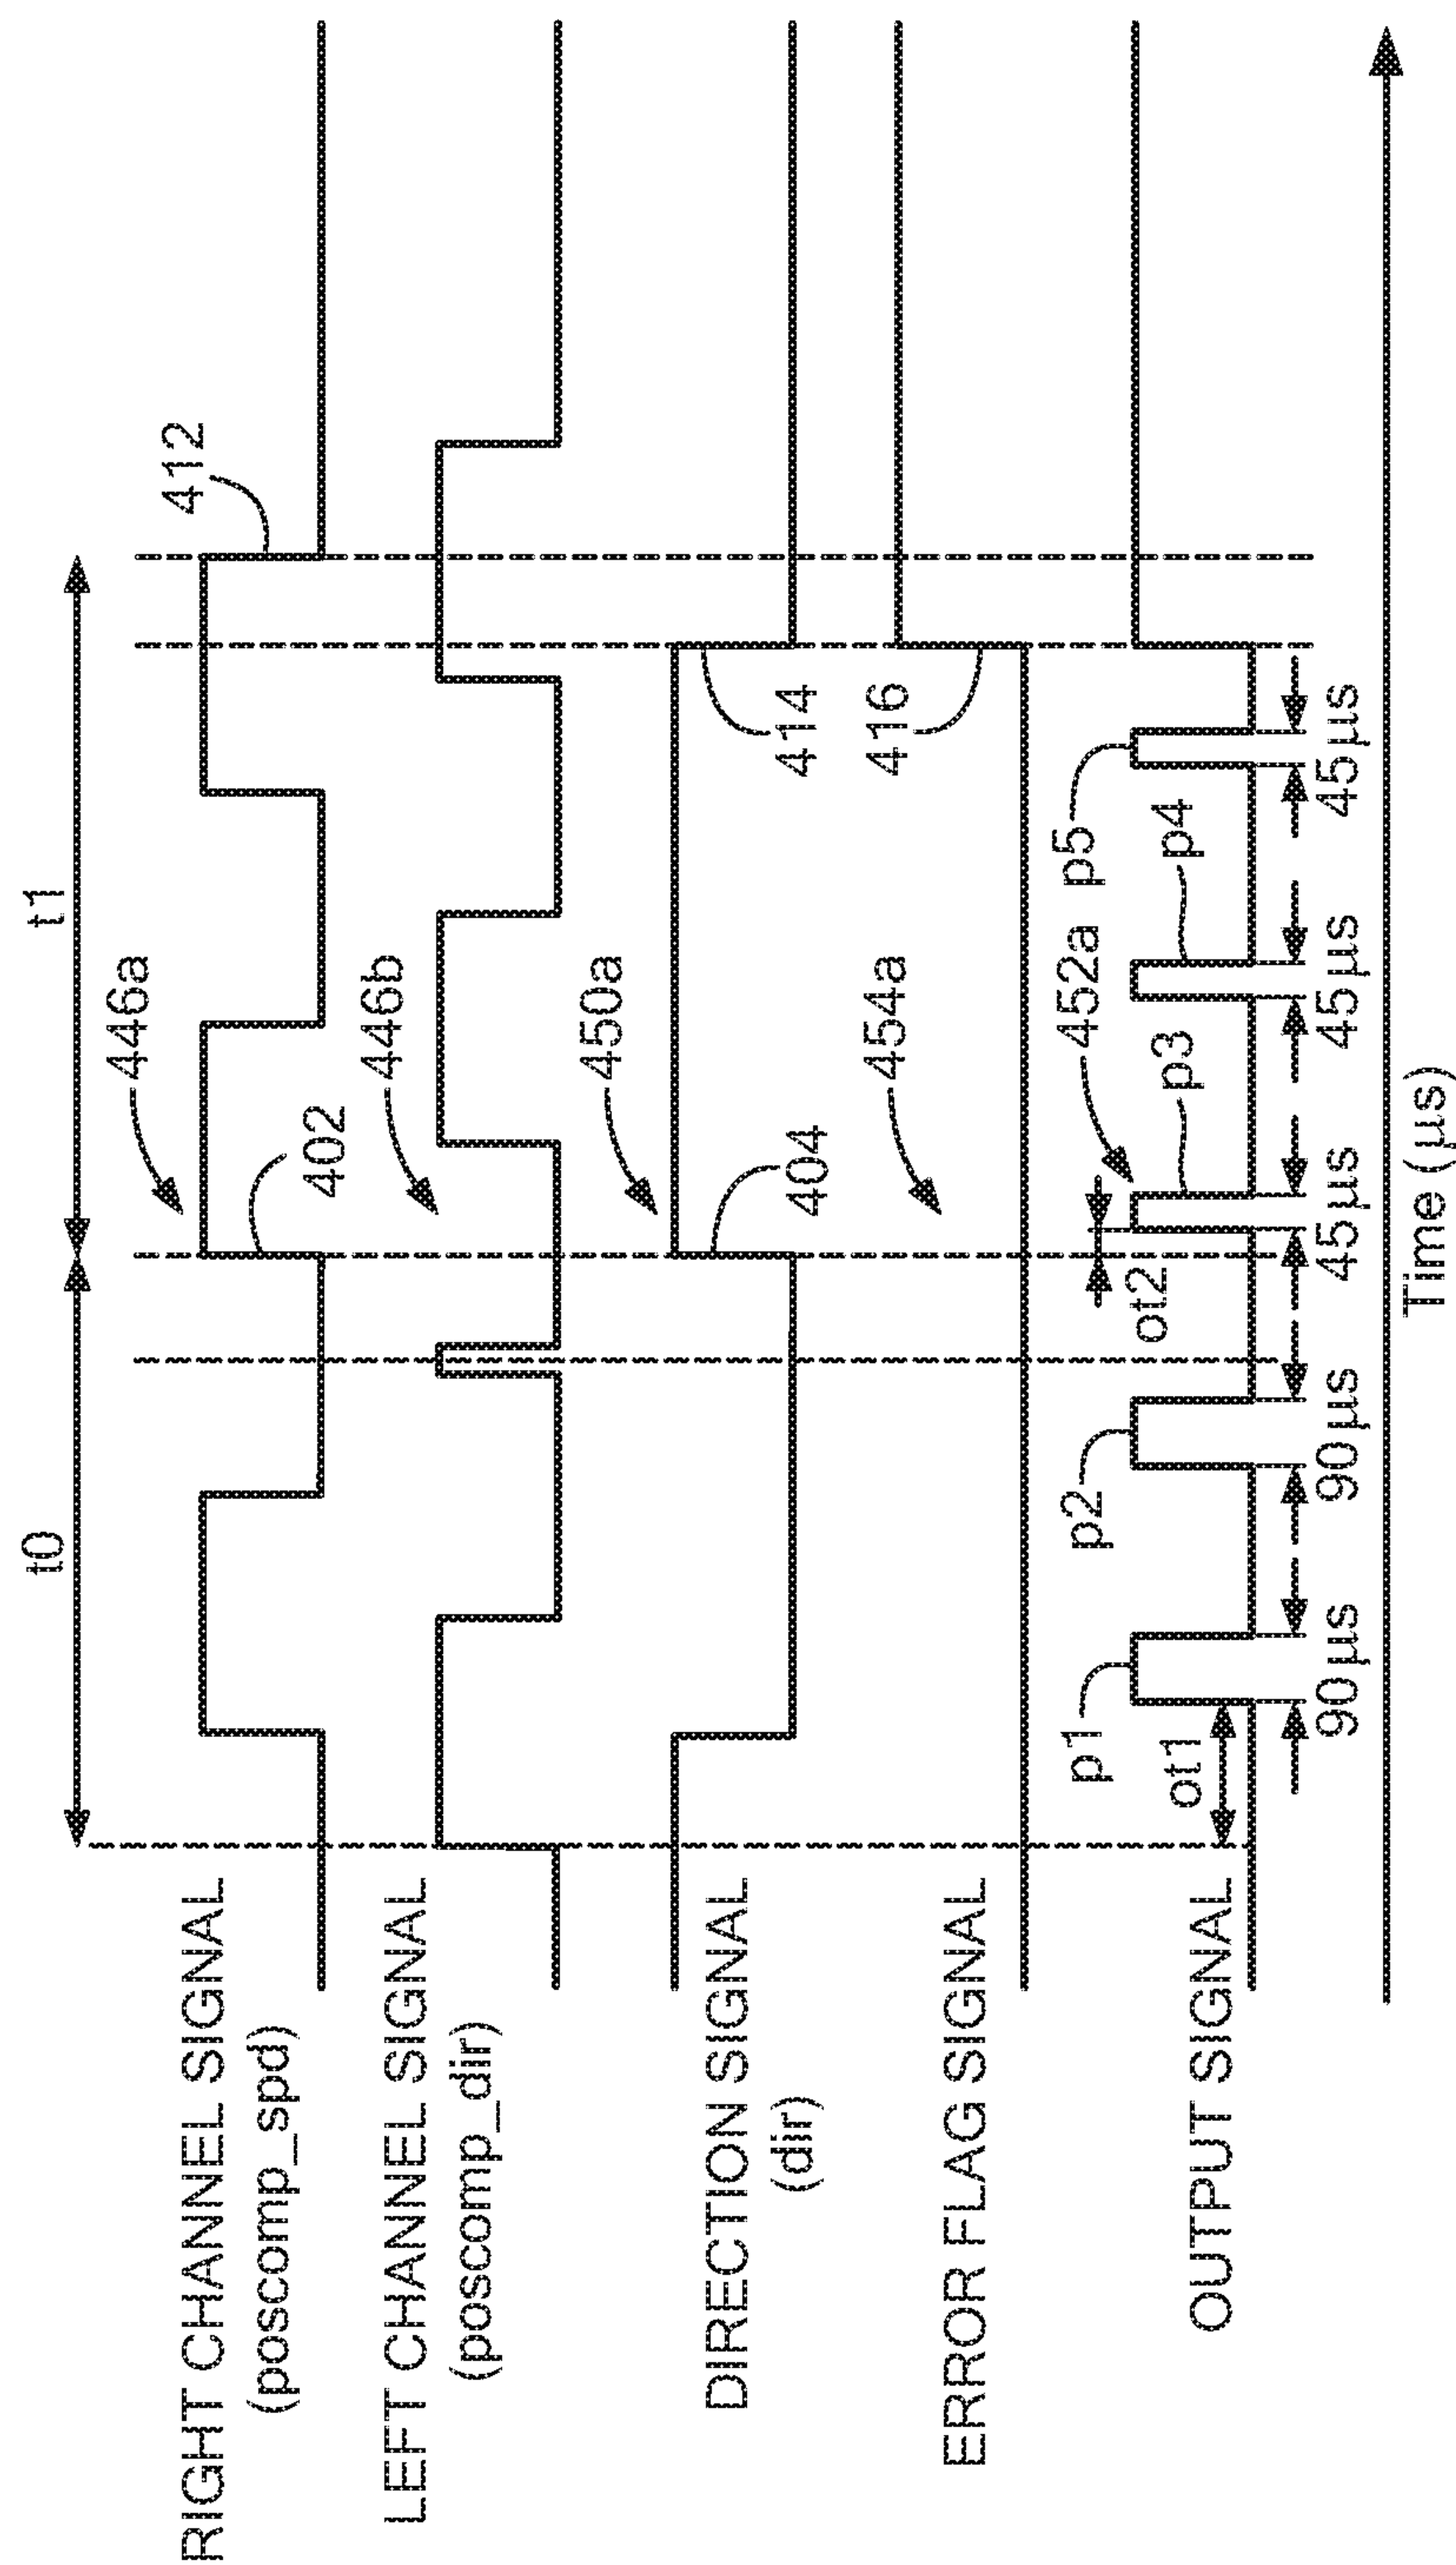 t0
t1
RIGHT CHANNEL SIGNAL
(poscomp_spd)
446a
402
412
LEFT CHANNEL SIGNAL
(poscomp_dir)
446b
DIRECTION SIGNAL
(dir)
450a
404
414
ERROR FLAG SIGNAL
454a
416
OUTPUT SIGNAL
ot1
p1
p2
ot2
452a
p3
p4
p5
90 µs
90 µs
45 µs
45 µs
45 µs
Time (µs)